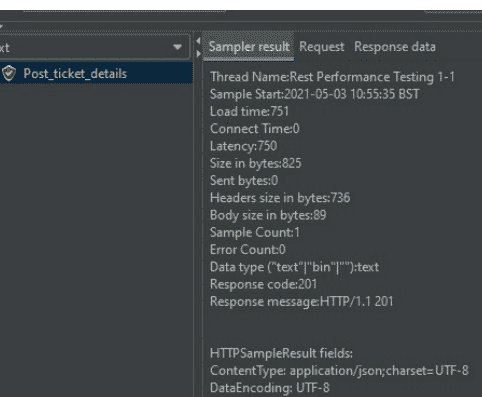 xt
Sampler result Request Response data
Post_ticket_details
Thread Name:Rest Performance Testing 1-1
Sample Start:2021-05-03 10:55:35 BST
Load time:751
Connect Time:0
Latency:750
Size in bytes:825
Sent bytes:0
Headers size in bytes:736
Body size in bytes:89
Sample Count:1
Error Count:0
Data type ("text"|"bin"|""):text
Response code:201
Response message:HTTP/1.1 201
HTTPSampleResult fields:
ContentType: application/json;charset=UTF-8
DataEncoding: UTF-8